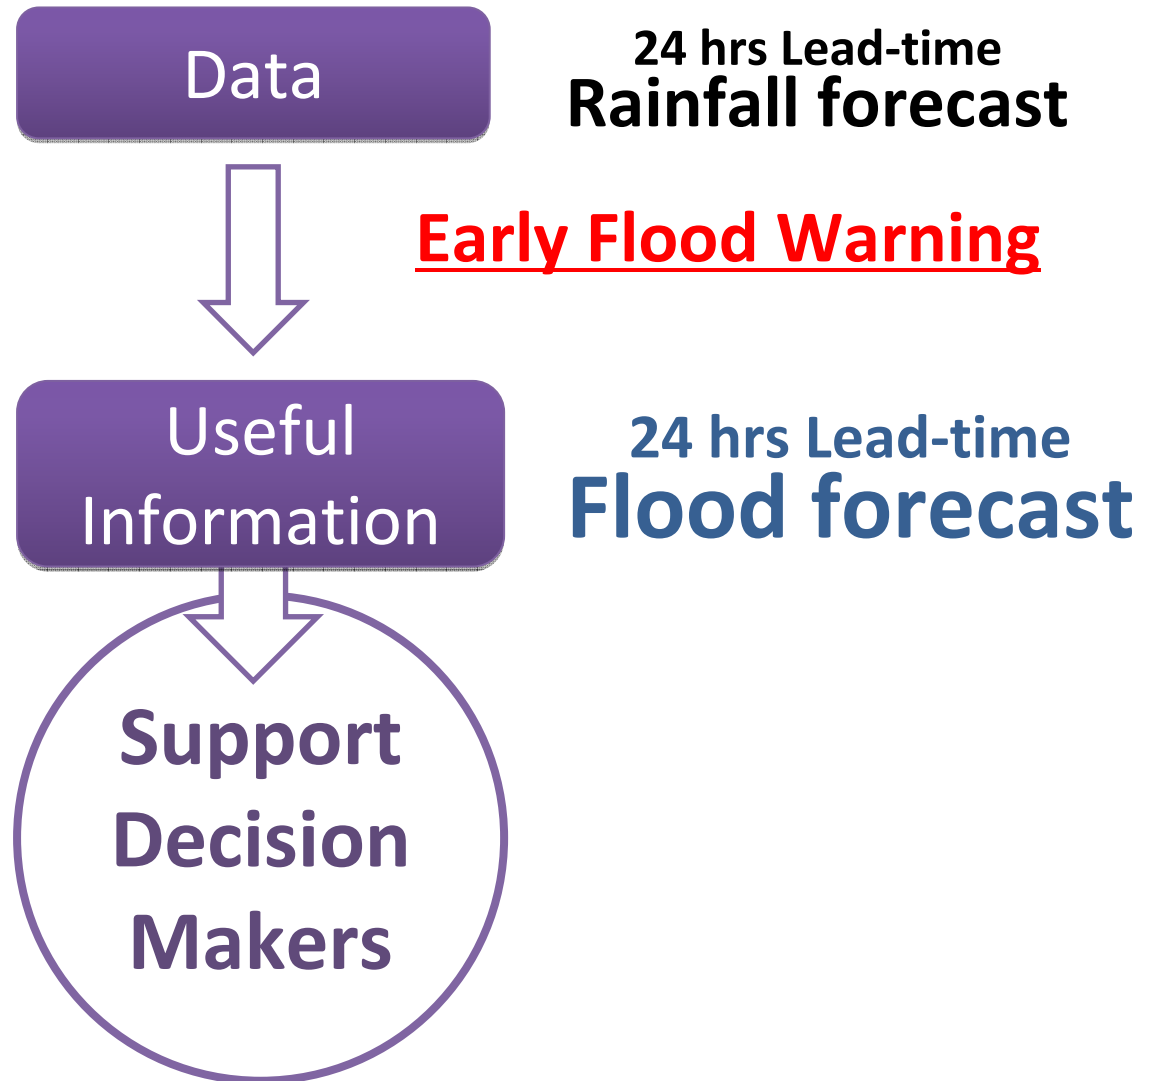 Data
24 hrs Lead-time
Rainfall forecast
Early Flood Warning
Useful
Information
24 hrs Lead-time
Flood forecast
Support
Decision
Makers